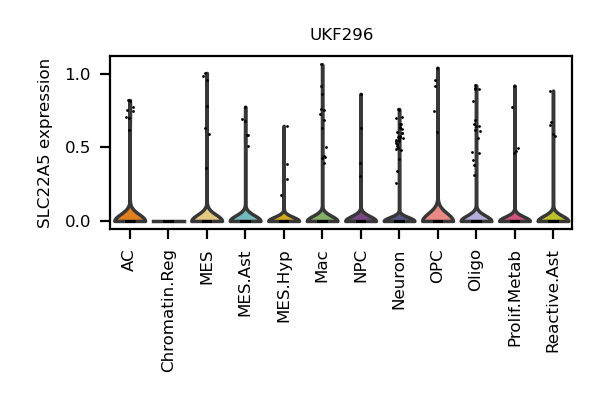 UKF296
SLC22A5 expression
1.0
0.5
0.0
AC
Chromatin.Reg
MES
MES.Ast
MES.Hyp
Mac
NPC
Neuron
OPC
Oligo
Prolif.Metab
Reactive.Ast